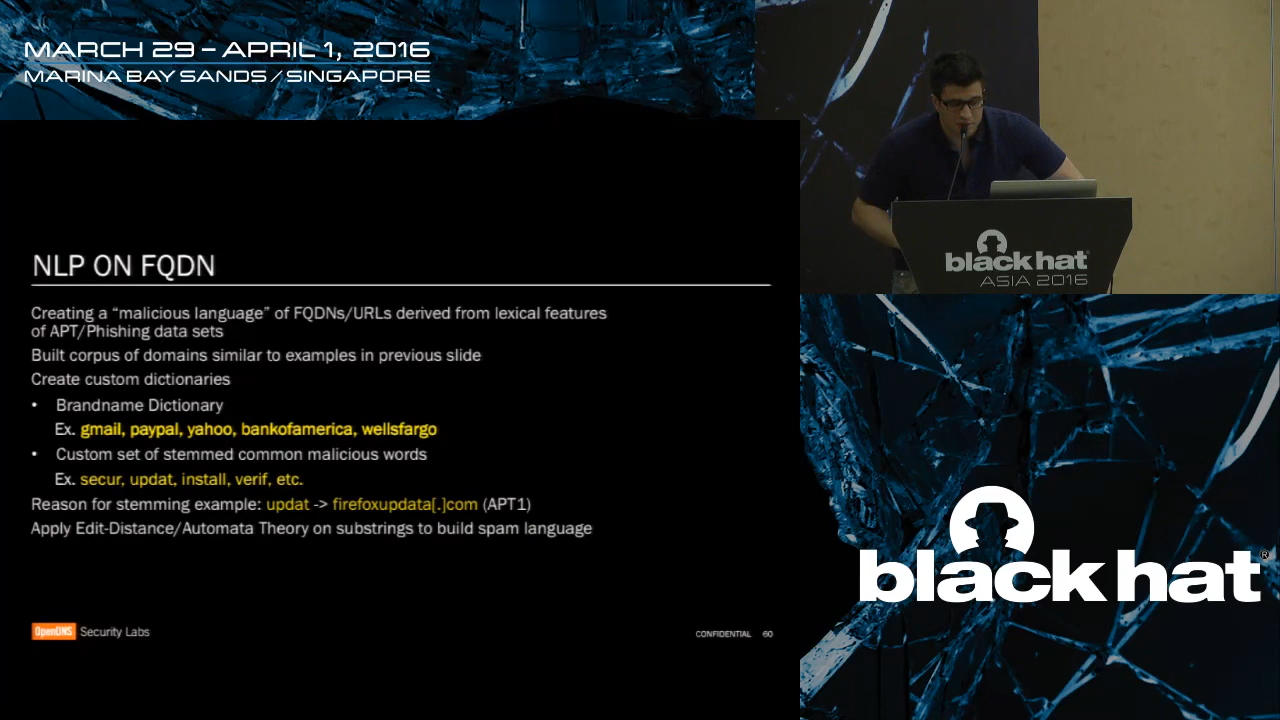 MARCH 29 – APRIL 1, 2016
MARINA BAY SANDS / SINGAPORE
NLP ON FQDN
Creating a “malicious language” of FQDNs/URLs derived from lexical features
of APT/Phishing data sets
Built corpus of domains similar to examples in previous slide
Create custom dictionaries
• Brandname Dictionary
Ex. gmail, paypal, yahoo, bankofamerica, wellsfargo
• Custom set of stemmed common malicious words
Ex. secur, updat, install, verif, etc.
Reason for stemming example: updat -> firefoxupdata[.]com (APT1)
Apply Edit-Distance/Automata Theory on substrings to build spam language
OpenDNS Security Labs
CONFIDENTIAL 60
black hat
ASIA 2016
black hat®